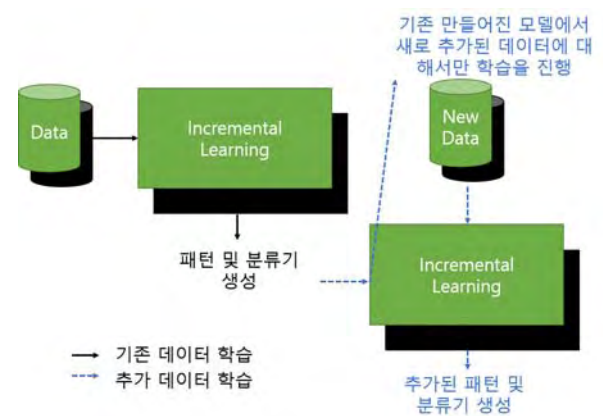 기존 만들어진 모델에서
새로 추가된 데이터에 대
해서만 학습을 진행
Data
Incremental
Learning
New
Data
패턴 및 분류기
생성
Incremental
Learning
기존 데이터 학습
추가 데이터 학습
추가된 패턴 및
분류기 생성